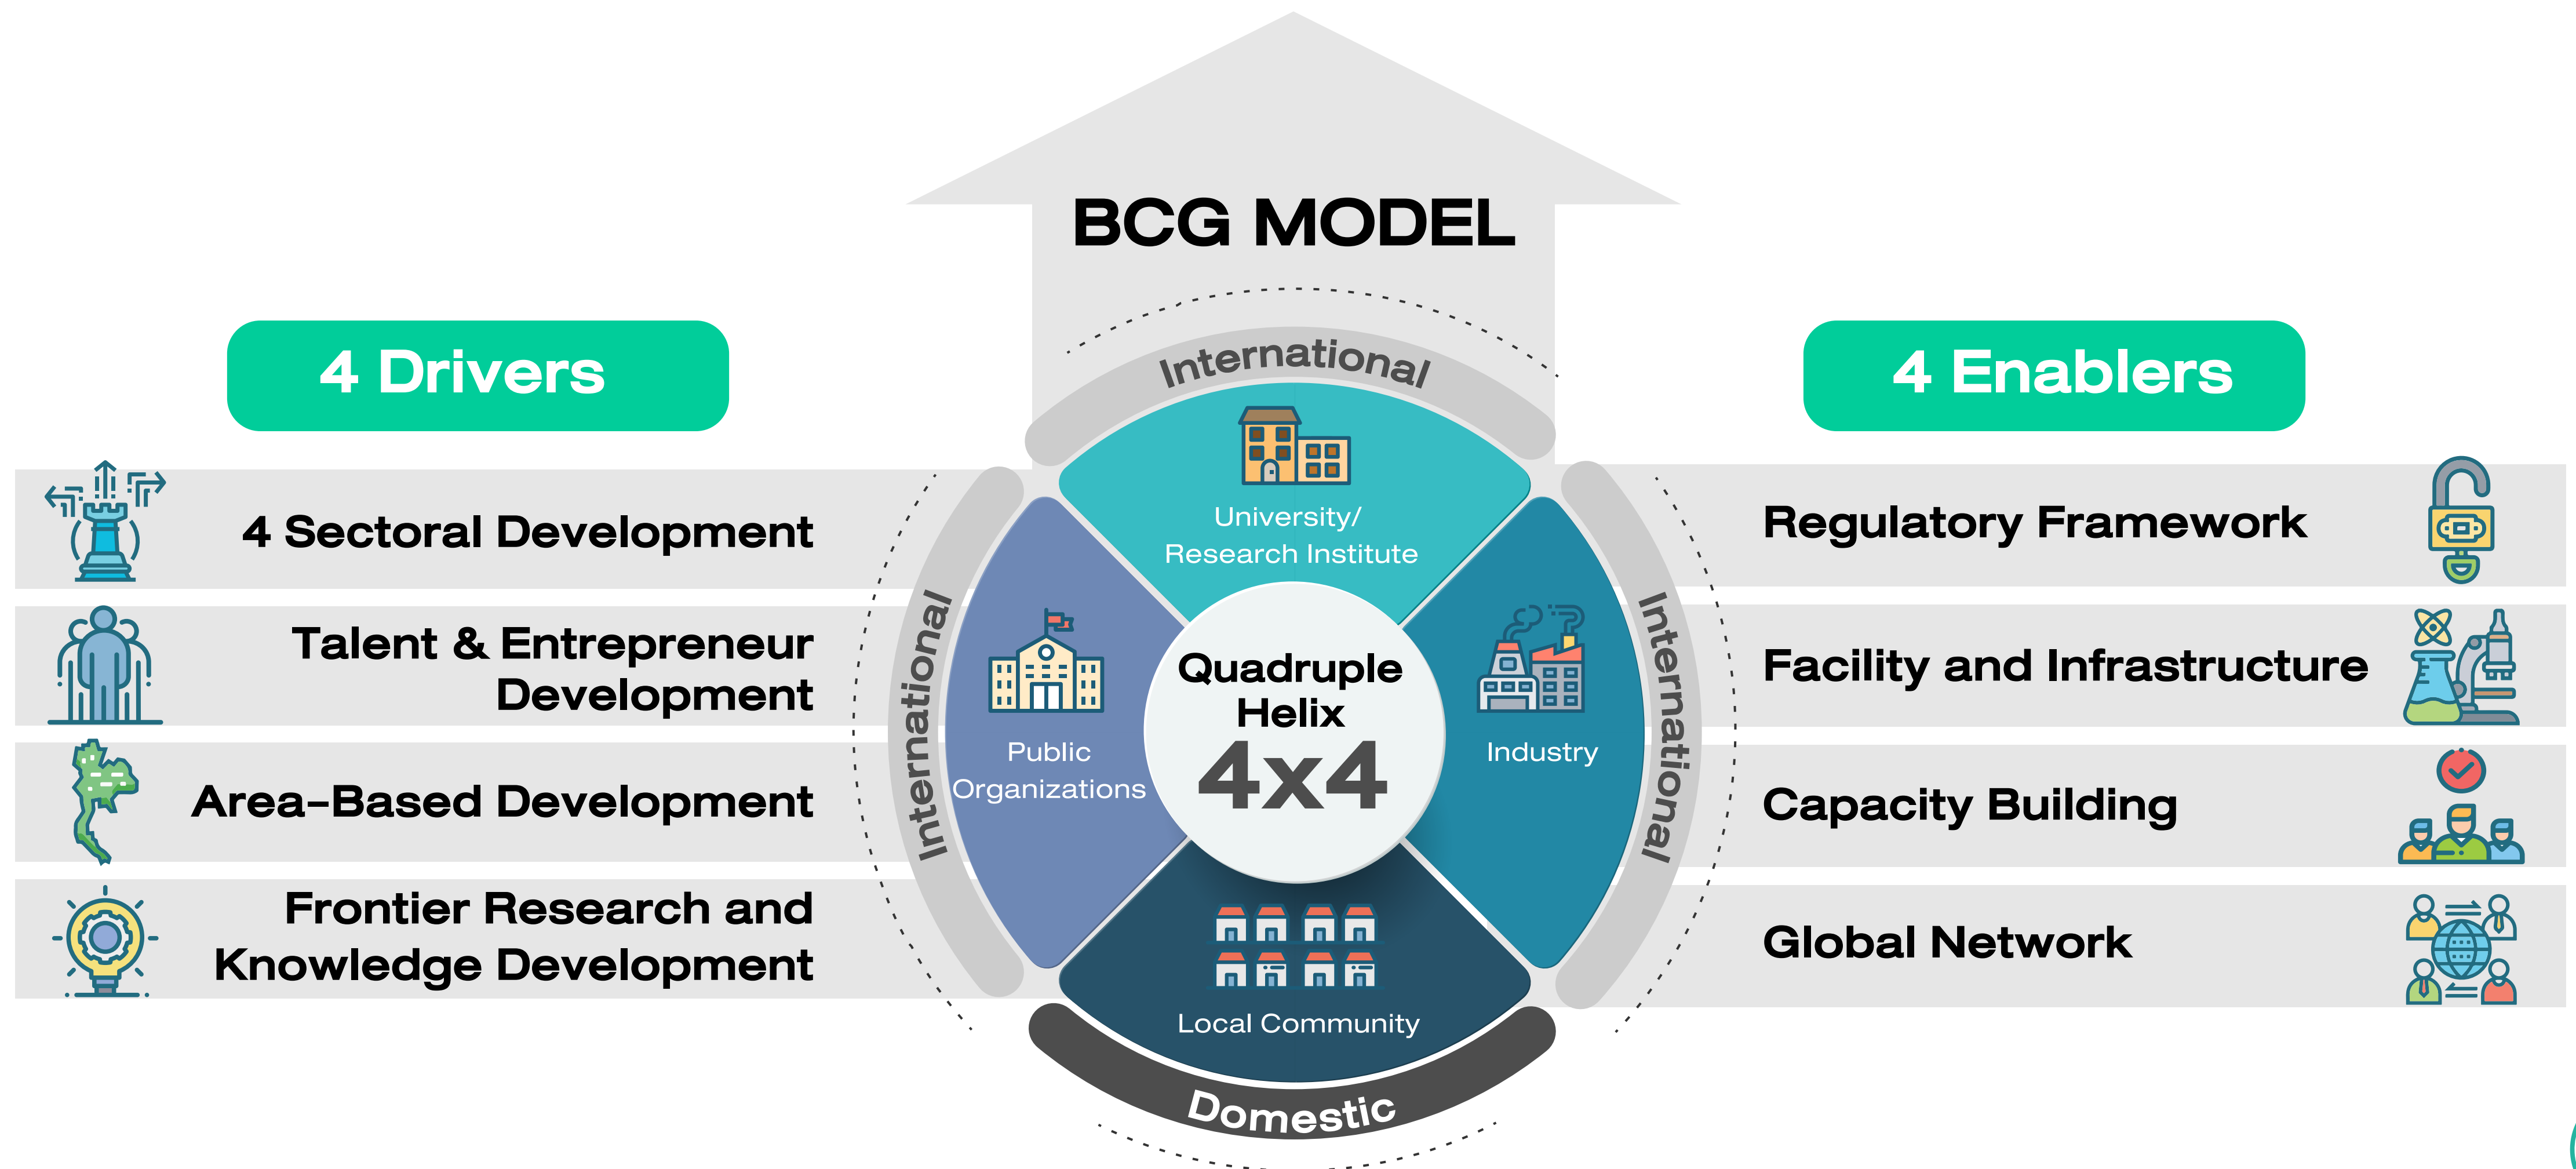 BCG MODEL
4 Drivers
4 Sectoral Development
Talent & Entrepreneur
Development
Area-Based Development
Frontier Research and
Knowledge Development
International
International
International
Domestic
University/
Research Institute
Public
Organizations
Industry
Local Community
Quadruple
Helix
4x4
4 Enablers
Regulatory Framework
Facility and Infrastructure
Capacity Building
Global Network